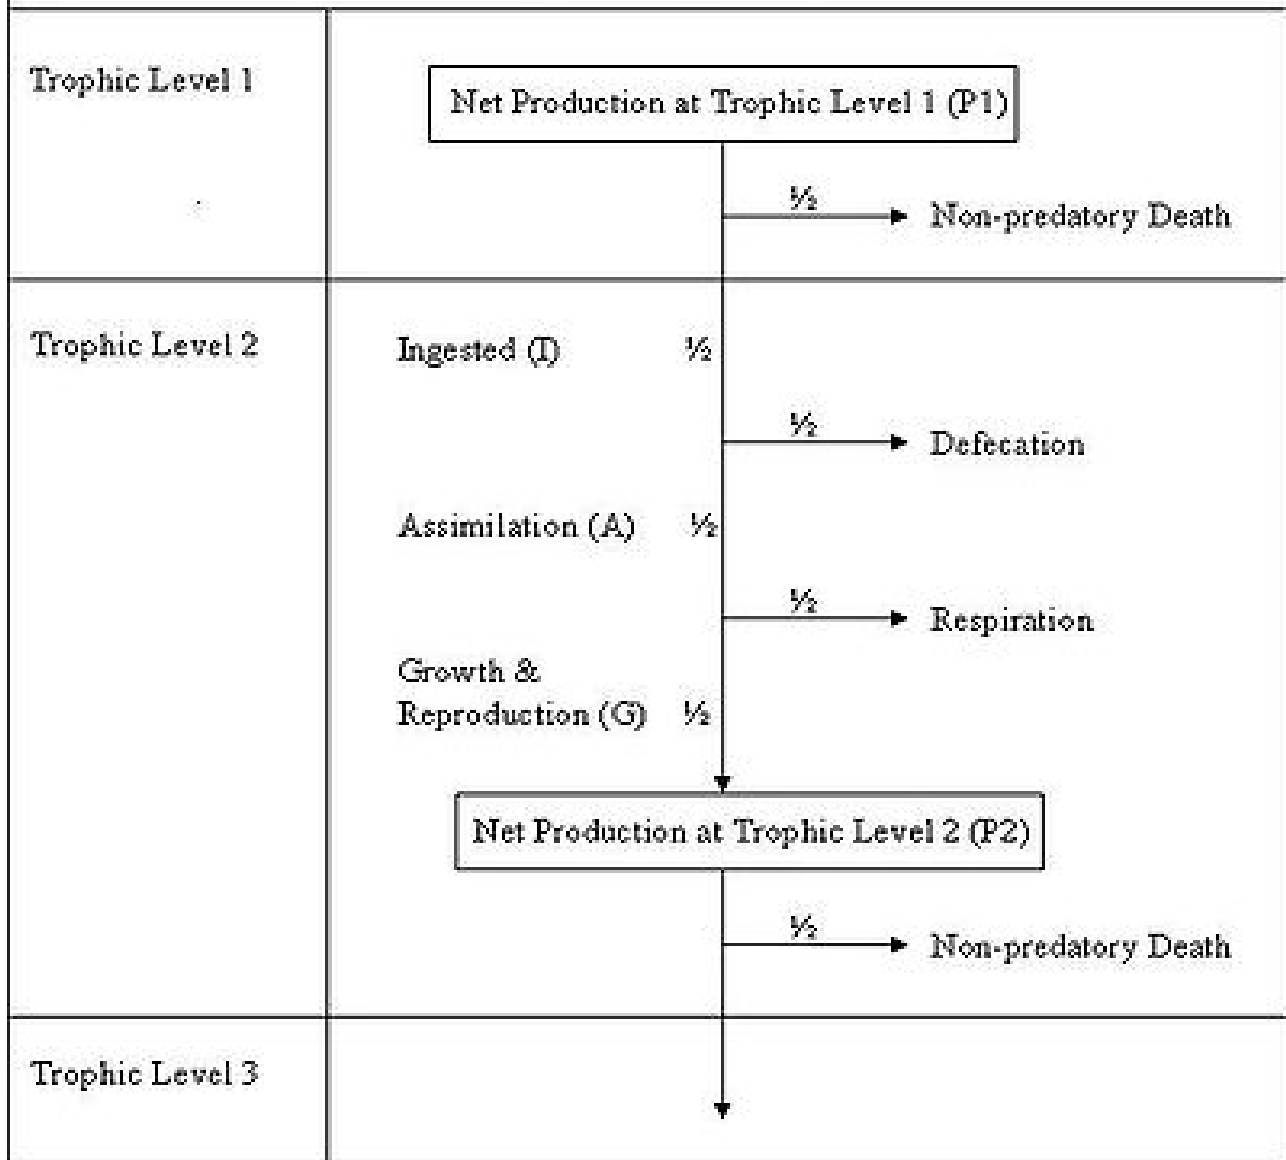 Trophic Level 1
Net Production at Trophic Level 1 (P1)
½
Non-predatory Death
Trophic Level 2
Ingested (I) ½
½
Defecation
Assimilation (A) ½
½
Respiration
Growth &
Reproduction (G) ½
Net Production at Trophic Level 2 (P2)
½
Non-predatory Death
Trophic Level 3